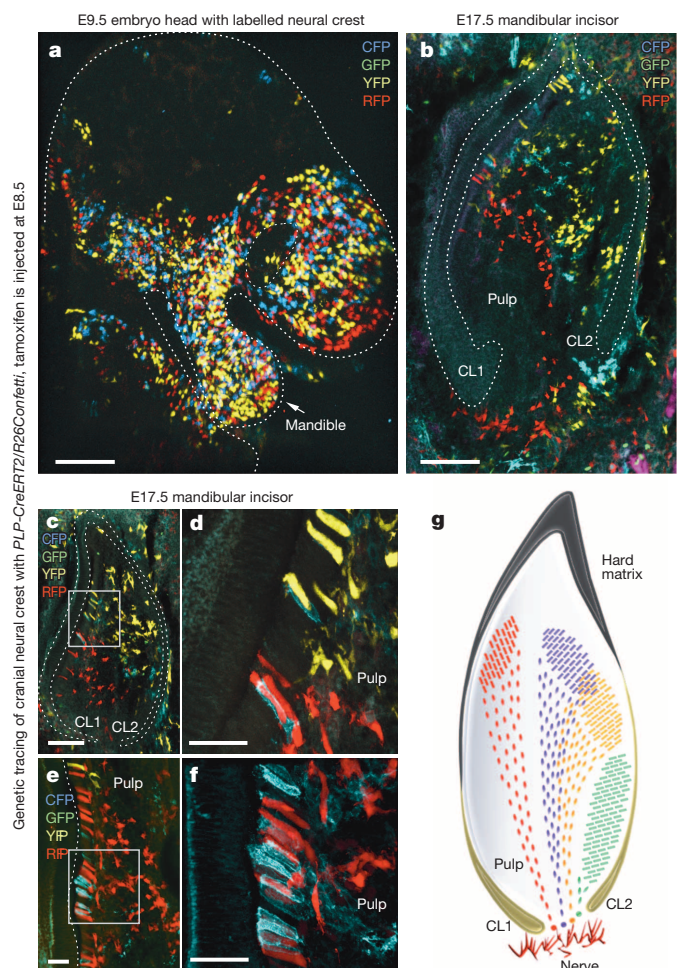 E9.5 embryo head with labelled neural crest
E17.5 mandibular incisor
Genetic tracing of cranial neural crest with PLP-CreERT2/R26Confetti, tamoxifen is injected at E8.5
a
CFP
GFP
YFP
RFP
Mandible
b
CFP
GFP
YFP
RFP
Pulp
CL1
CL2
E17.5 mandibular incisor
c
CFP
GFP
YFP
RFP
CL1
CL2
d
Pulp
e
Pulp
CFP
GFP
YFP
RFP
f
Pulp
g
Hard
matrix
Pulp
CL1
CL2
Nerve